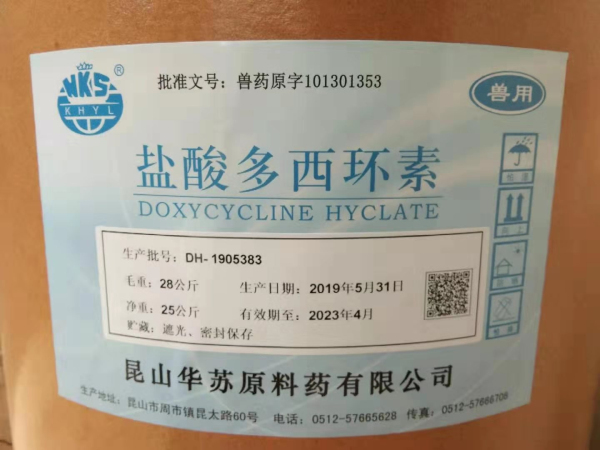 HKS®
KHYL
批准文号：兽药原字101301353
兽用
盐酸多西环素
DOXYCYCLINE HYCLATE
生产批号：DH-1905383
毛重：28公斤 生产日期：2019年5月31日
净重：25公斤 有效期至：2023年4月
贮藏：遮光、密封保存
昆山华苏原料药有限公司
生产地址：昆山市周市镇昆太路60号 电话：0512-57665628 传真：0512-57666708